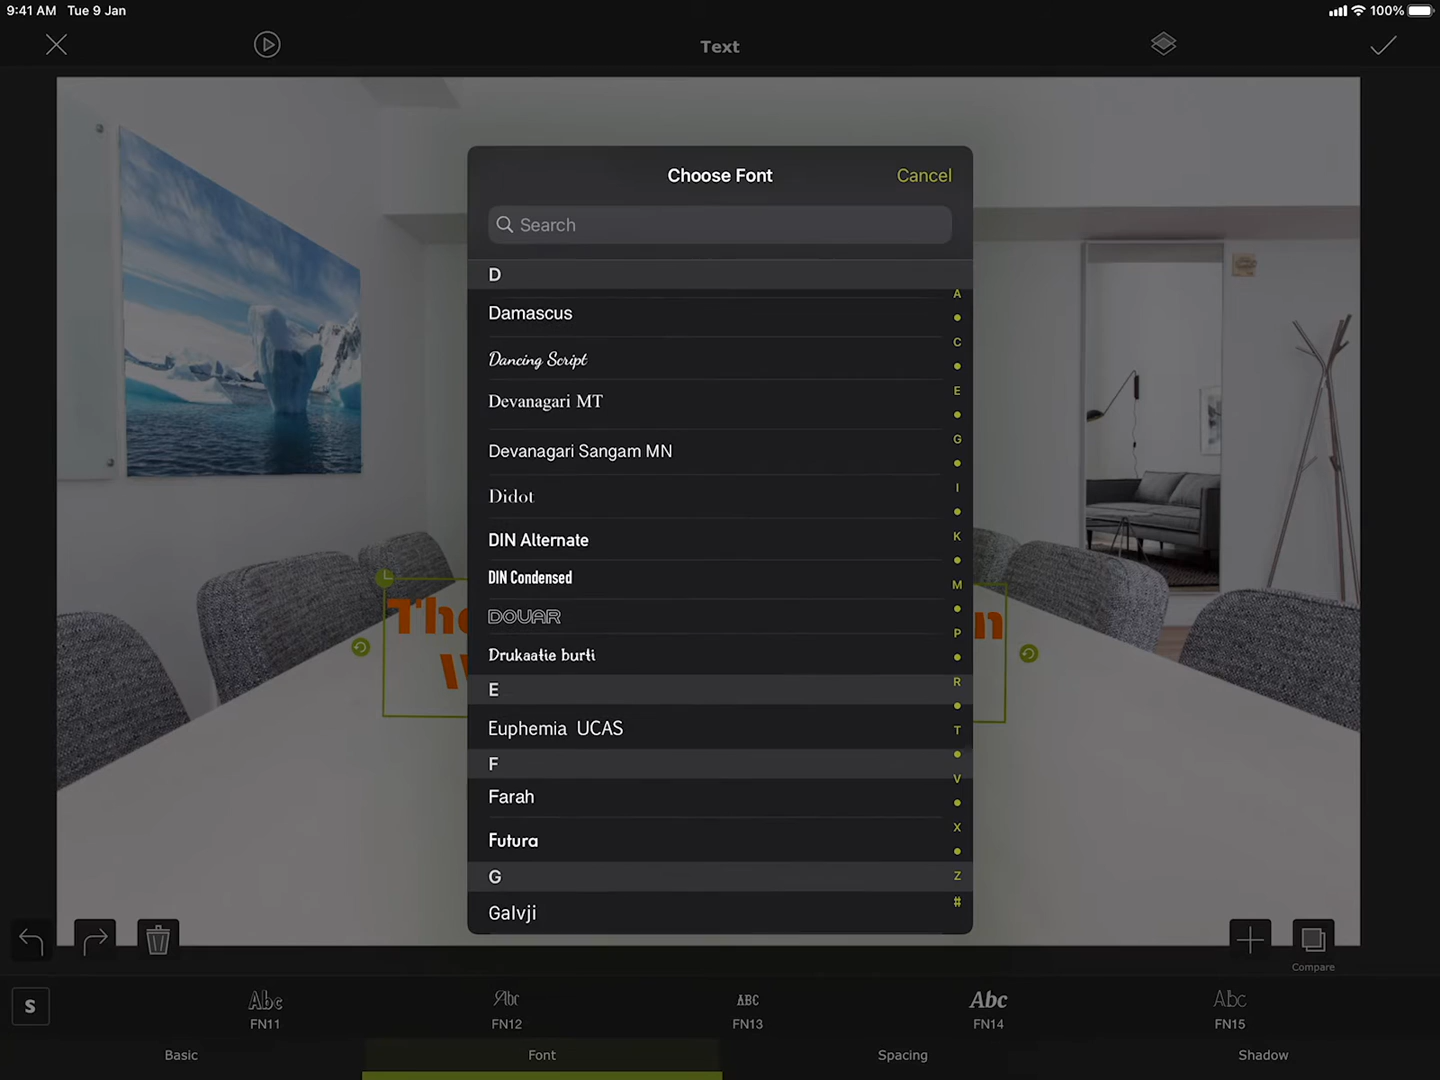 9:41 AM Tue 9 Jan
100%
Text
Choose Font
Cancel
Search
D
Damascus
Dancing Script
Devanagari MT
Devanagari Sangam MN
Didot
DIN Alternate
DIN Condensed
DOUAR
Drukaatie burti
E
Euphemia UCAS
F
Farah
Futura
G
Galvji
A
C
E
G
I
K
M
P
R
T
V
X
Z
#
The
Compare
S
Abc
Abc
ABC
Abc
Abc
FN11
FN12
FN13
FN14
FN15
Basic
Font
Spacing
Shadow